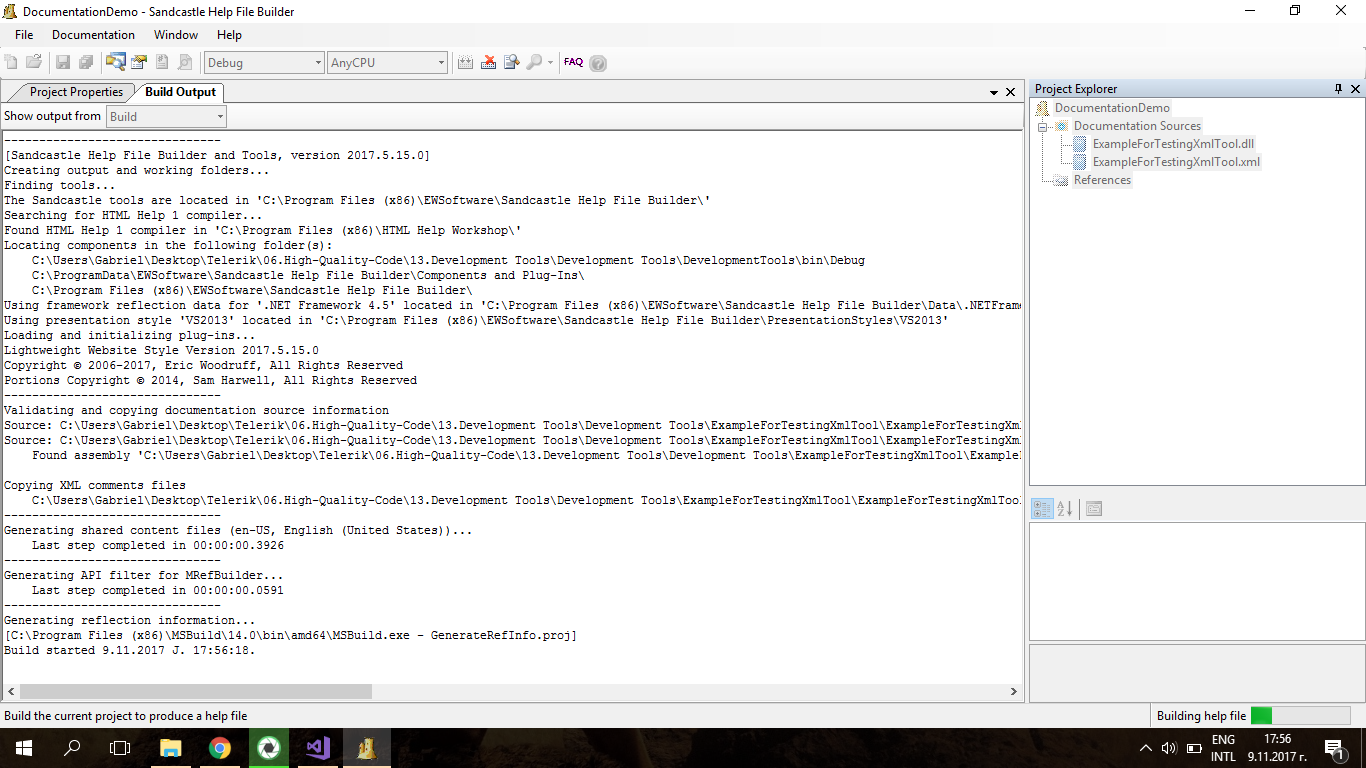 DocumentationDemo - Sandcastle Help File Builder
File Documentation Window Help
Debug AnyCPU FAQ
Project Properties Build Output
Show output from Build
-------------------------------
[Sandcastle Help File Builder and Tools, version 2017.5.15.0]
Creating output and working folders...
Finding tools...
The Sandcastle tools are located in 'C:\Program Files (x86)\EWSoftware\Sandcastle Help File Builder\'
Searching for HTML Help 1 compiler...
Found HTML Help 1 compiler in 'C:\Program Files (x86)\HTML Help Workshop\'
Locating components in the following folder(s):
C:\Users\Gabriel\Desktop\Telerik\06.High-Quality-Code\13.Development Tools\Development Tools\DevelopmentTools\bin\Debug
C:\ProgramData\EWSoftware\Sandcastle Help File Builder\Components and Plug-Ins\
C:\Program Files (x86)\EWSoftware\Sandcastle Help File Builder\
Using framework reflection data for '.NET Framework 4.5' located in 'C:\Program Files (x86)\EWSoftware\Sandcastle Help File Builder\Data\.NETFrame
Using presentation style 'VS2013' located in 'C:\Program Files (x86)\EWSoftware\Sandcastle Help File Builder\PresentationStyles\VS2013'
Loading and initializing plug-ins...
Lightweight Website Style Version 2017.5.15.0
Copyright © 2006-2017, Eric Woodruff, All Rights Reserved
Portions Copyright © 2014, Sam Harwell, All Rights Reserved
-------------------------------
Validating and copying documentation source information
Source: C:\Users\Gabriel\Desktop\Telerik\06.High-Quality-Code\13.Development Tools\Development Tools\ExampleForTestingXmlTool\ExampleForTestingXml
Source: C:\Users\Gabriel\Desktop\Telerik\06.High-Quality-Code\13.Development Tools\Development Tools\ExampleForTestingXmlTool\ExampleForTestingXml
Found assembly 'C:\Users\Gabriel\Desktop\Telerik\06.High-Quality-Code\13.Development Tools\Development Tools\ExampleForTestingXmlTool\ExampleF
Copying XML comments files
C:\Users\Gabriel\Desktop\Telerik\06.High-Quality-Code\13.Development Tools\Development Tools\ExampleForTestingXmlTool\ExampleForTestingXmlTool
-------------------------------
Generating shared content files (en-US, English (United States))...
Last step completed in 00:00:00.3926
-------------------------------
Generating API filter for MRefBuilder...
Last step completed in 00:00:00.0591
-------------------------------
Generating reflection information...
[C:\Program Files (x86)\MSBuild\14.0\bin\amd64\MSBuild.exe - GenerateRefInfo.proj]
Build started 9.11.2017 Л. 17:56:18.
Project Explorer
DocumentationDemo
Documentation Sources
ExampleForTestingXmlTool.dll
ExampleForTestingXmlTool.xml
References
Build the current project to produce a help file
Building help file
ENG
INTL
17:56
9.11.2017 г.
1